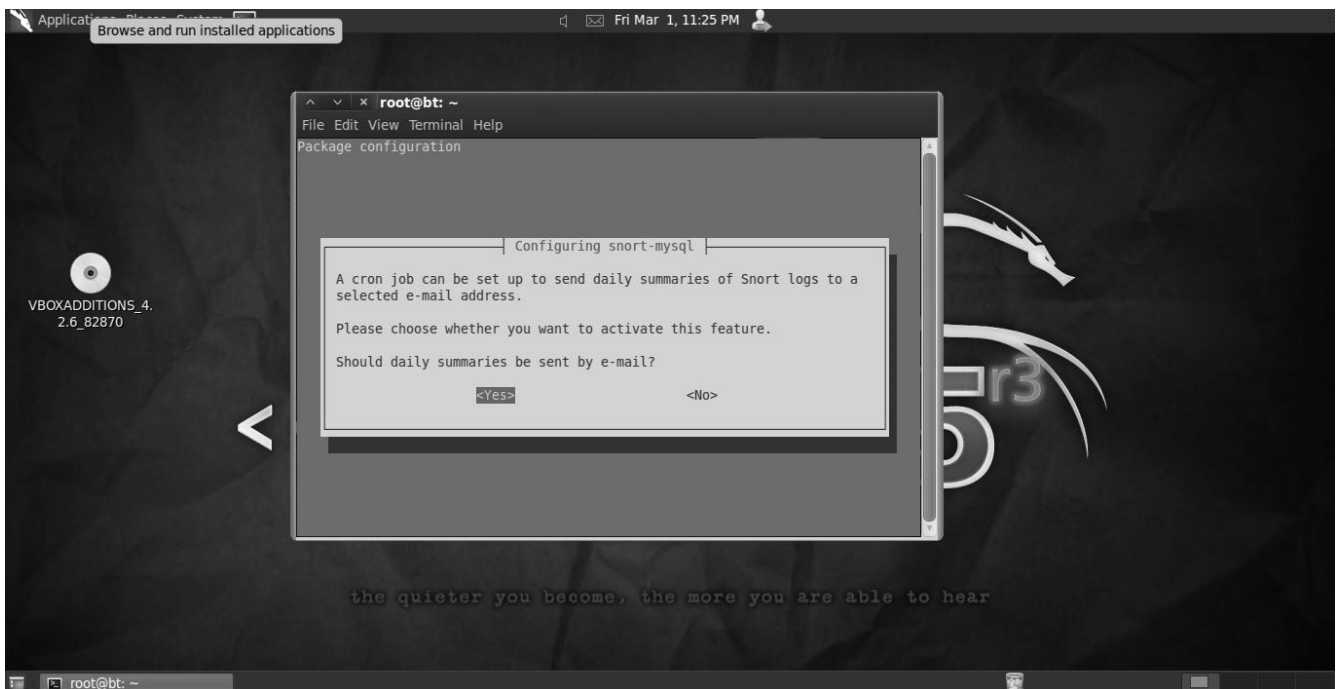 Applicati
Browse and run installed applications
Fri Mar 1, 11:25 PM
root@bt: ~
File Edit View Terminal Help
Package configuration
Configuring snort-mysql
A cron job can be set up to send daily summaries of Snort logs to a
selected e-mail address.
Please choose whether you want to activate this feature.
Should daily summaries be sent by e-mail?
<Yes> <No>
VBOXADDITIONS_4.
2.6_82870
<
5 r3
the quieter you become, the more you are able to hear
root@bt: ~